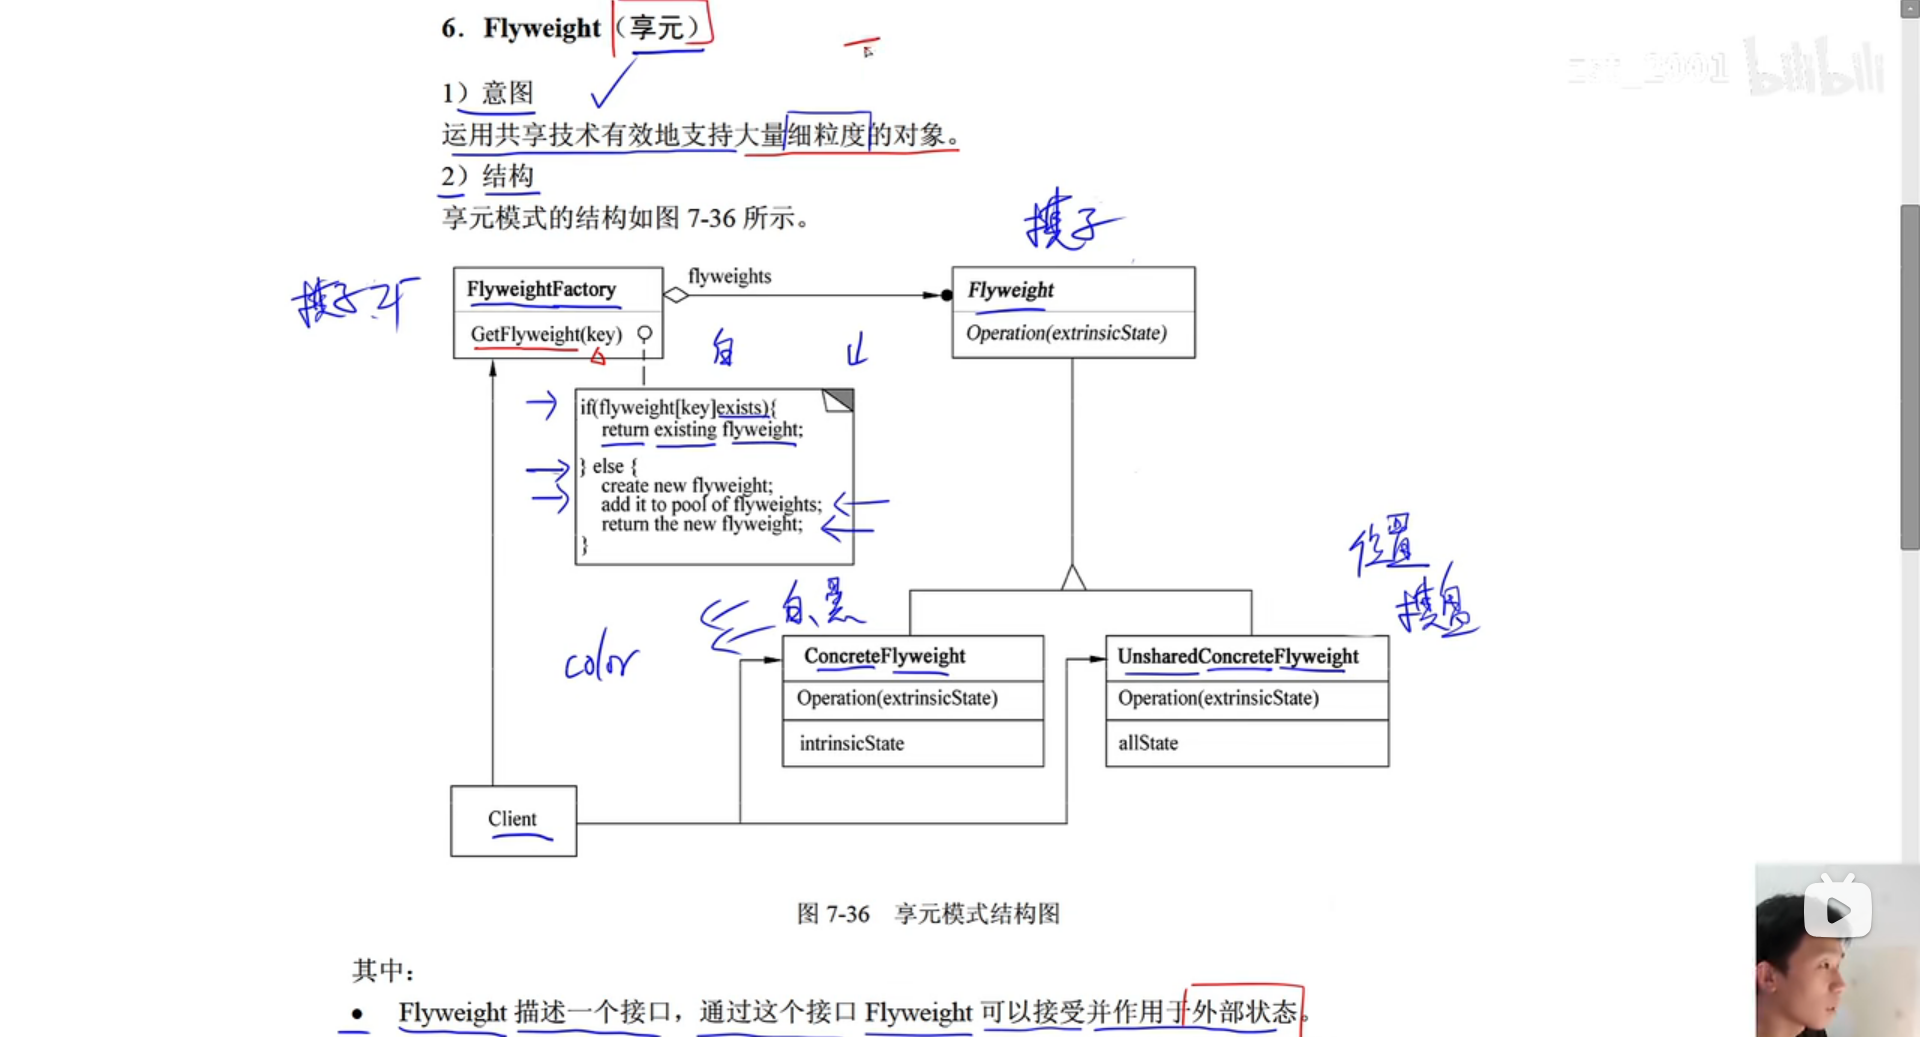 6. Flyweight（享元）
1）意图
运用共享技术有效地支持大量细粒度的对象。
2）结构
享元模式的结构如图 7-36 所示。
棋子
棋子工厂
FlyweightFactory
GetFlyweight(key)
flyweights
Flyweight
Operation(extrinsicState)
白
if(flyweight[key]exists){
return existing flyweight;
} else {
create new flyweight;
add it to pool of flyweights;
return the new flyweight;
}
位置
棋盘
白、黑
color
ConcreteFlyweight
Operation(extrinsicState)
intrinsicState
UnsharedConcreteFlyweight
Operation(extrinsicState)
allState
Client
图 7-36 享元模式结构图
其中：
• Flyweight 描述一个接口，通过这个接口 Flyweight 可以接受并作用于外部状态。
bilibili